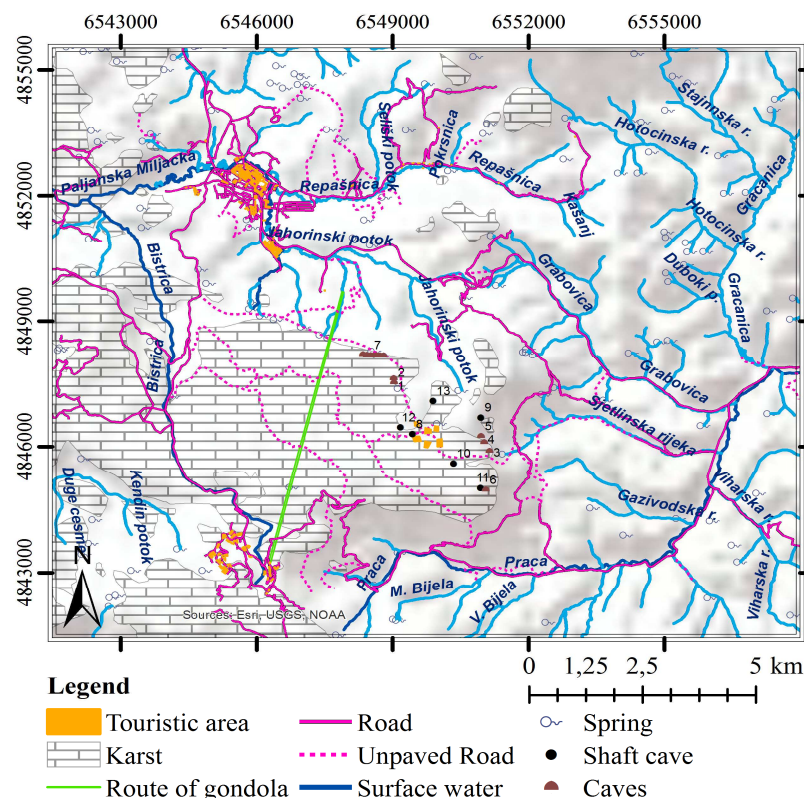 6543000 6546000 6549000 6552000 6555000
4855000
4852000
4849000
4846000
4843000
Stajnnska r.
Hotocinska r.
Gracanica
Seljski potok
Pokrsnica
Repašnica
Paljanska Miljacka
Repašnica
Kasanj
Hotocinska r.
Jahorinski potok
Bistrica
Grabovica
Duboki p.
Gracanica
Jahorinski potok
7
2
1
13
Bistrica
Grabovica
12
8
9
5
4
3
Sjetlinska rijeka
10
11 6
Duge cesme
Kendin potok
Gazivodska r.
Viharska r.
N
Praca
Praca
M. Bijela
V. Bijela
Viharska r.
Sources: Esri, USGS, NOAA
0 1,25 2,5 5 km
Legend
Touristic area
Road
Spring
Karst
Unpaved Road
Shaft cave
Route of gondola
Surface water
Caves